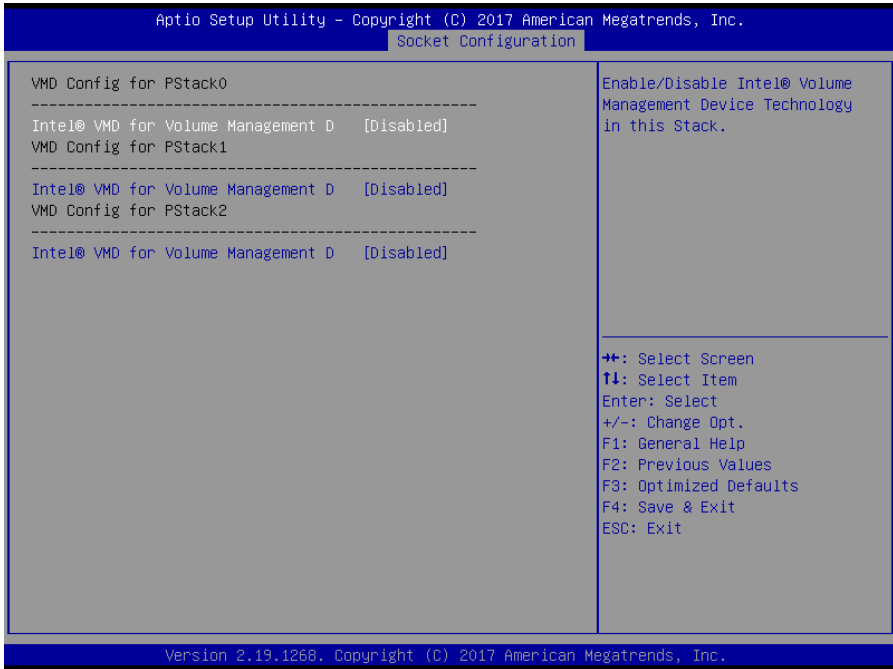 Aptio Setup Utility – Copyright (C) 2017 American Megatrends, Inc.
Socket Configuration
VMD Config for PStack0
--------------------------------------------------
Intel® VMD for Volume Management D [Disabled]
VMD Config for PStack1
--------------------------------------------------
Intel® VMD for Volume Management D [Disabled]
VMD Config for PStack2
--------------------------------------------------
Intel® VMD for Volume Management D [Disabled]
Enable/Disable Intel® Volume
Management Device Technology
in this Stack.
→←: Select Screen
↑↓: Select Item
Enter: Select
+/-: Change Opt.
F1: General Help
F2: Previous Values
F3: Optimized Defaults
F4: Save & Exit
ESC: Exit
Version 2.19.1268. Copyright (C) 2017 American Megatrends, Inc.